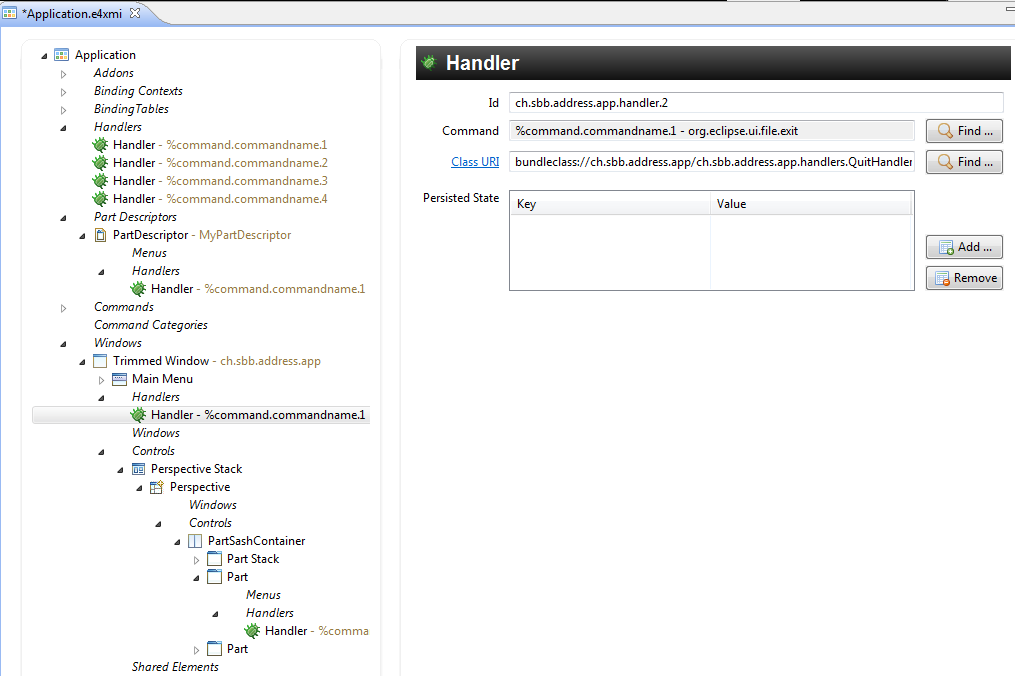 *Application.e4xmi
Application
Addons
Binding Contexts
BindingTables
Handlers
Handler - %command.commandname.1
Handler - %command.commandname.2
Handler - %command.commandname.3
Handler - %command.commandname.4
Part Descriptors
PartDescriptor - MyPartDescriptor
Menus
Handlers
Handler - %command.commandname.1
Commands
Command Categories
Windows
Trimmed Window - ch.sbb.address.app
Main Menu
Handlers
Handler - %command.commandname.1
Windows
Controls
Perspective Stack
Perspective
Windows
Controls
PartSashContainer
Part Stack
Part
Menus
Handlers
Handler - %comma
Part
Shared Elements
Handler
Id ch.sbb.address.app.handler.2
Command %command.commandname.1 - org.eclipse.ui.file.exit Find ...
Class URI bundleclass://ch.sbb.address.app/ch.sbb.address.app.handlers.QuitHandler Find ...
Persisted State Key Value
Add ...
Remove